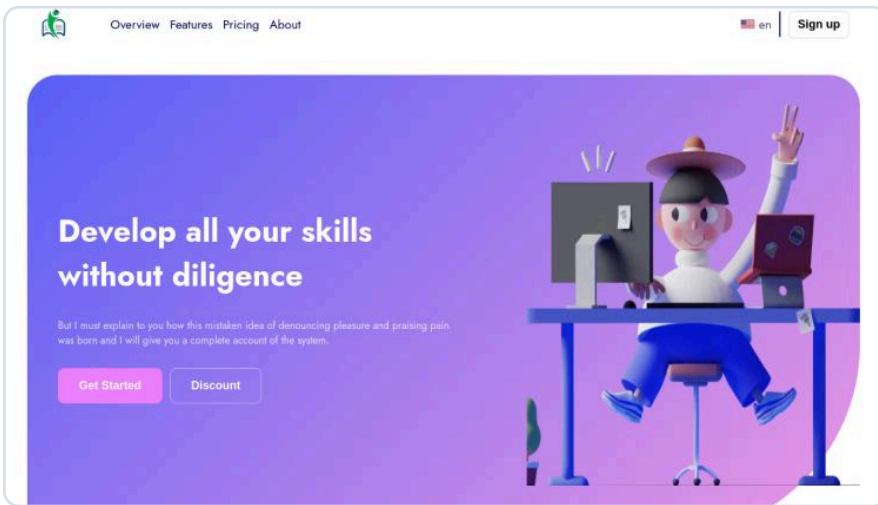 Overview Features Pricing About
en
Sign up
Develop all your skills
without diligence
But I must explain to you how this mistaken idea of denouncing pleasure and praising pain
was born and I will give you a complete account of the system.
Get Started
Discount